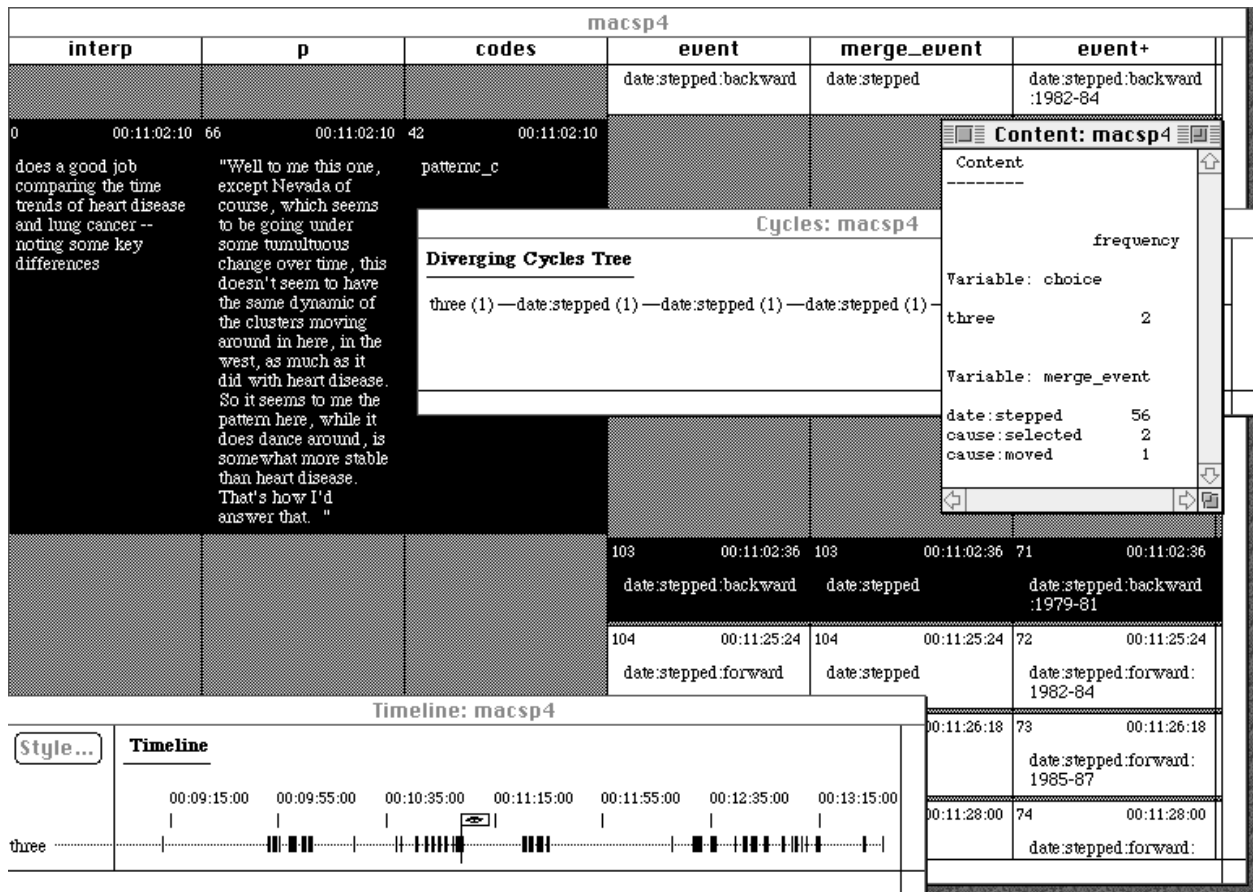 macsp4
interp p codes event merge_event event+
date:stepped:backward date:stepped date:stepped:backward
:1982-84
0 00:11:02:10 66 00:11:02:10 42 00:11:02:10
does a good job
comparing the time
trends of heart disease
and lung cancer --
noting some key
differences
"Well to me this one,
except Nevada of
course, which seems
to be going under
some tumultuous
change over time, this
doesn't seem to have
the same dynamic of
the clusters moving
around in here, in the
west, as much as it
did with heart disease.
So it seems to me the
pattern here, while it
does dance around, is
somewhat more stable
than heart disease.
That's how I'd
answer that. "
patternc_c
Content: macsp4
Content
--------
frequency
Variable: choice
three 2
Variable: merge_event
date:stepped 56
cause:selected 2
cause:moved 1
Cycles: macsp4
Diverging Cycles Tree
three (1) —date:stepped (1) —date:stepped (1) —date:stepped (1) —
103 00:11:02:36 103 00:11:02:36 71 00:11:02:36
date:stepped:backward date:stepped date:stepped:backward
:1979-81
104 00:11:25:24 104 00:11:25:24 72 00:11:25:24
date:stepped:forward date:stepped date:stepped:forward:
1982-84
00:11:26:18 73 00:11:26:18
date:stepped:forward:
1985-87
00:11:28:00 74 00:11:28:00
date:stepped:forward:
Timeline: macsp4
Style...
Timeline
00:09:15:00 00:09:55:00 00:10:35:00 00:11:15:00 00:11:55:00 00:12:35:00 00:13:15:00
three